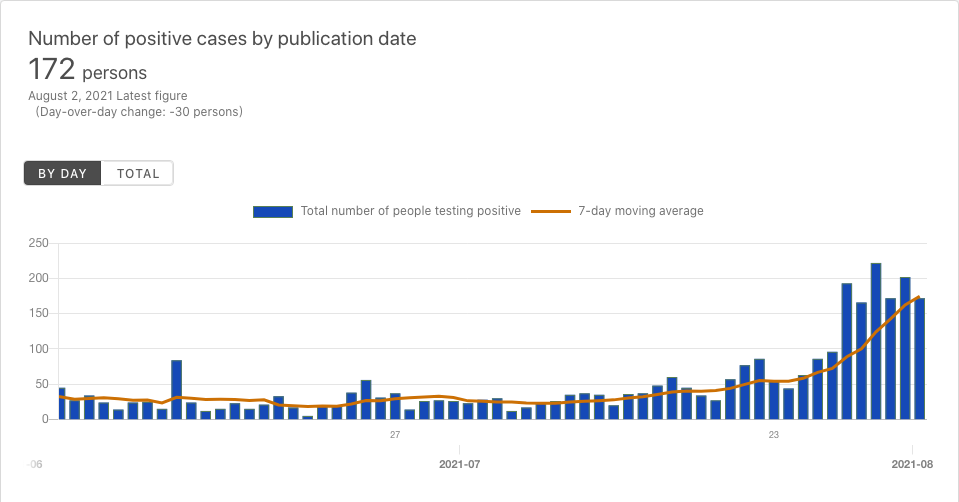 Number of positive cases by publication date
172 persons
August 2, 2021 Latest figure
(Day-over-day change: -30 persons)
BY DAY TOTAL
Total number of people testing positive 7-day moving average
250
200
150
100
50
0
27 23
-06 2021-07 2021-08